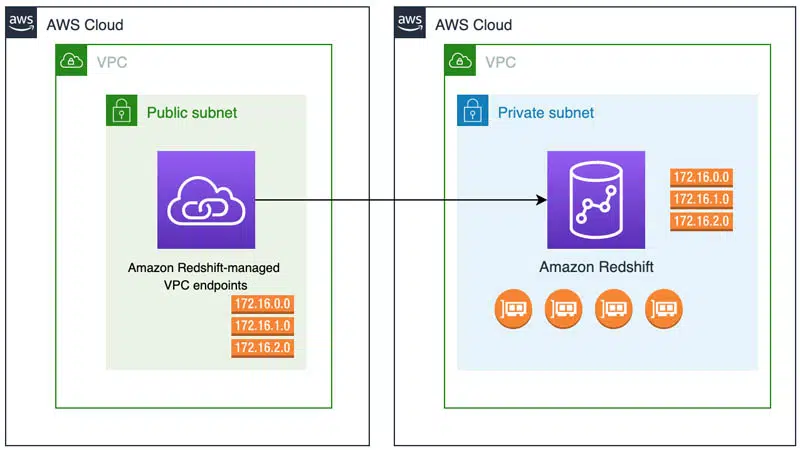 aws
AWS Cloud
VPC
Public subnet
Amazon Redshift-managed
VPC endpoints
172.16.0.0
172.16.1.0
172.16.2.0
aws
AWS Cloud
VPC
Private subnet
172.16.0.0
172.16.1.0
172.16.2.0
Amazon Redshift